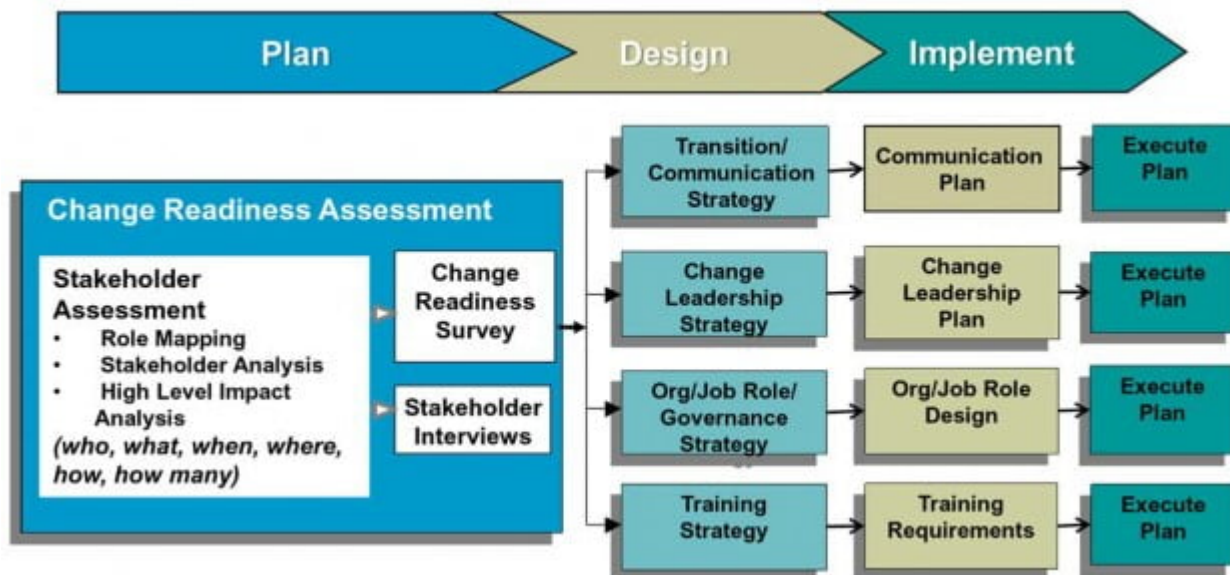 Plan
Design
Implement
Change Readiness Assessment
Stakeholder
Assessment
• Role Mapping
• Stakeholder Analysis
• High Level Impact
Analysis
(who, what, when, where,
how, how many)
Change
Readiness
Survey
Stakeholder
Interviews
Transition/
Communication
Strategy
Communication
Plan
Execute
Plan
Change
Leadership
Strategy
Change
Leadership
Plan
Execute
Plan
Org/Job Role/
Governance
Strategy
Org/Job Role
Design
Execute
Plan
Training
Strategy
Training
Requirements
Execute
Plan